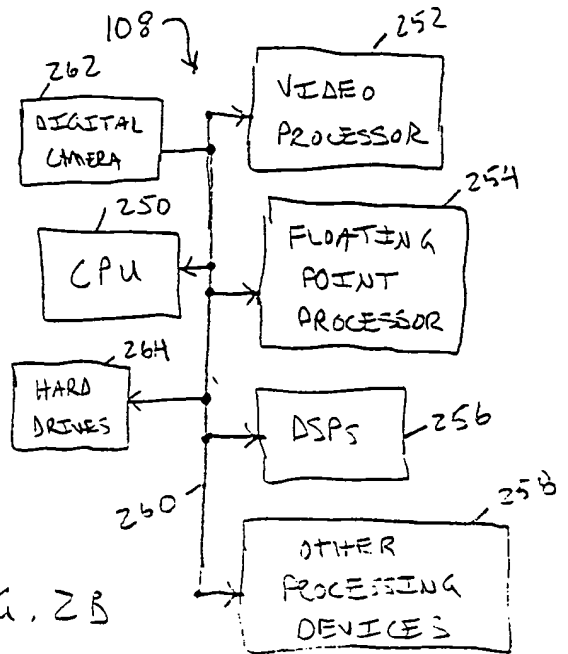 108
262
DIGITAL
CAMERA
252
VIDEO
PROCESSOR
250
CPU
254
FLOATING
POINT
PROCESSOR
264
HARD
DRIVES
DSPS
256
260
258
OTHER
PROCESSING
DEVICES
G. 2B